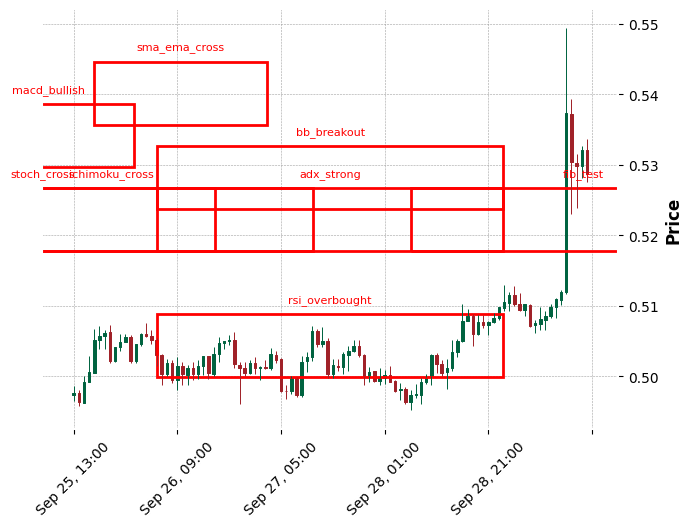 0.55
sma_ema_cross
macd_bullish
0.54
bb_breakout
stoch_cross
ichimoku_cross
adx_strong
fib_test
0.53
0.52
Price
rsi_overbought
0.51
0.50
Sep 25, 13:00
Sep 26, 09:00
Sep 27, 05:00
Sep 28, 01:00
Sep 28, 21:00